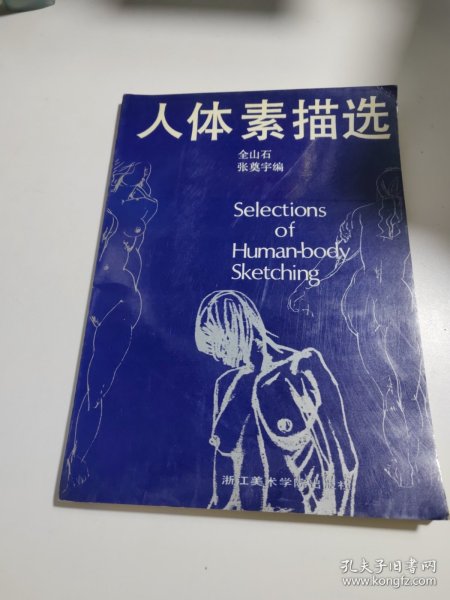 人体素描选
全山石
张奠宇编
Selections
of
Human-body
Sketching
浙江美术学院出版社
孔夫子旧书网
www.kongfz.com